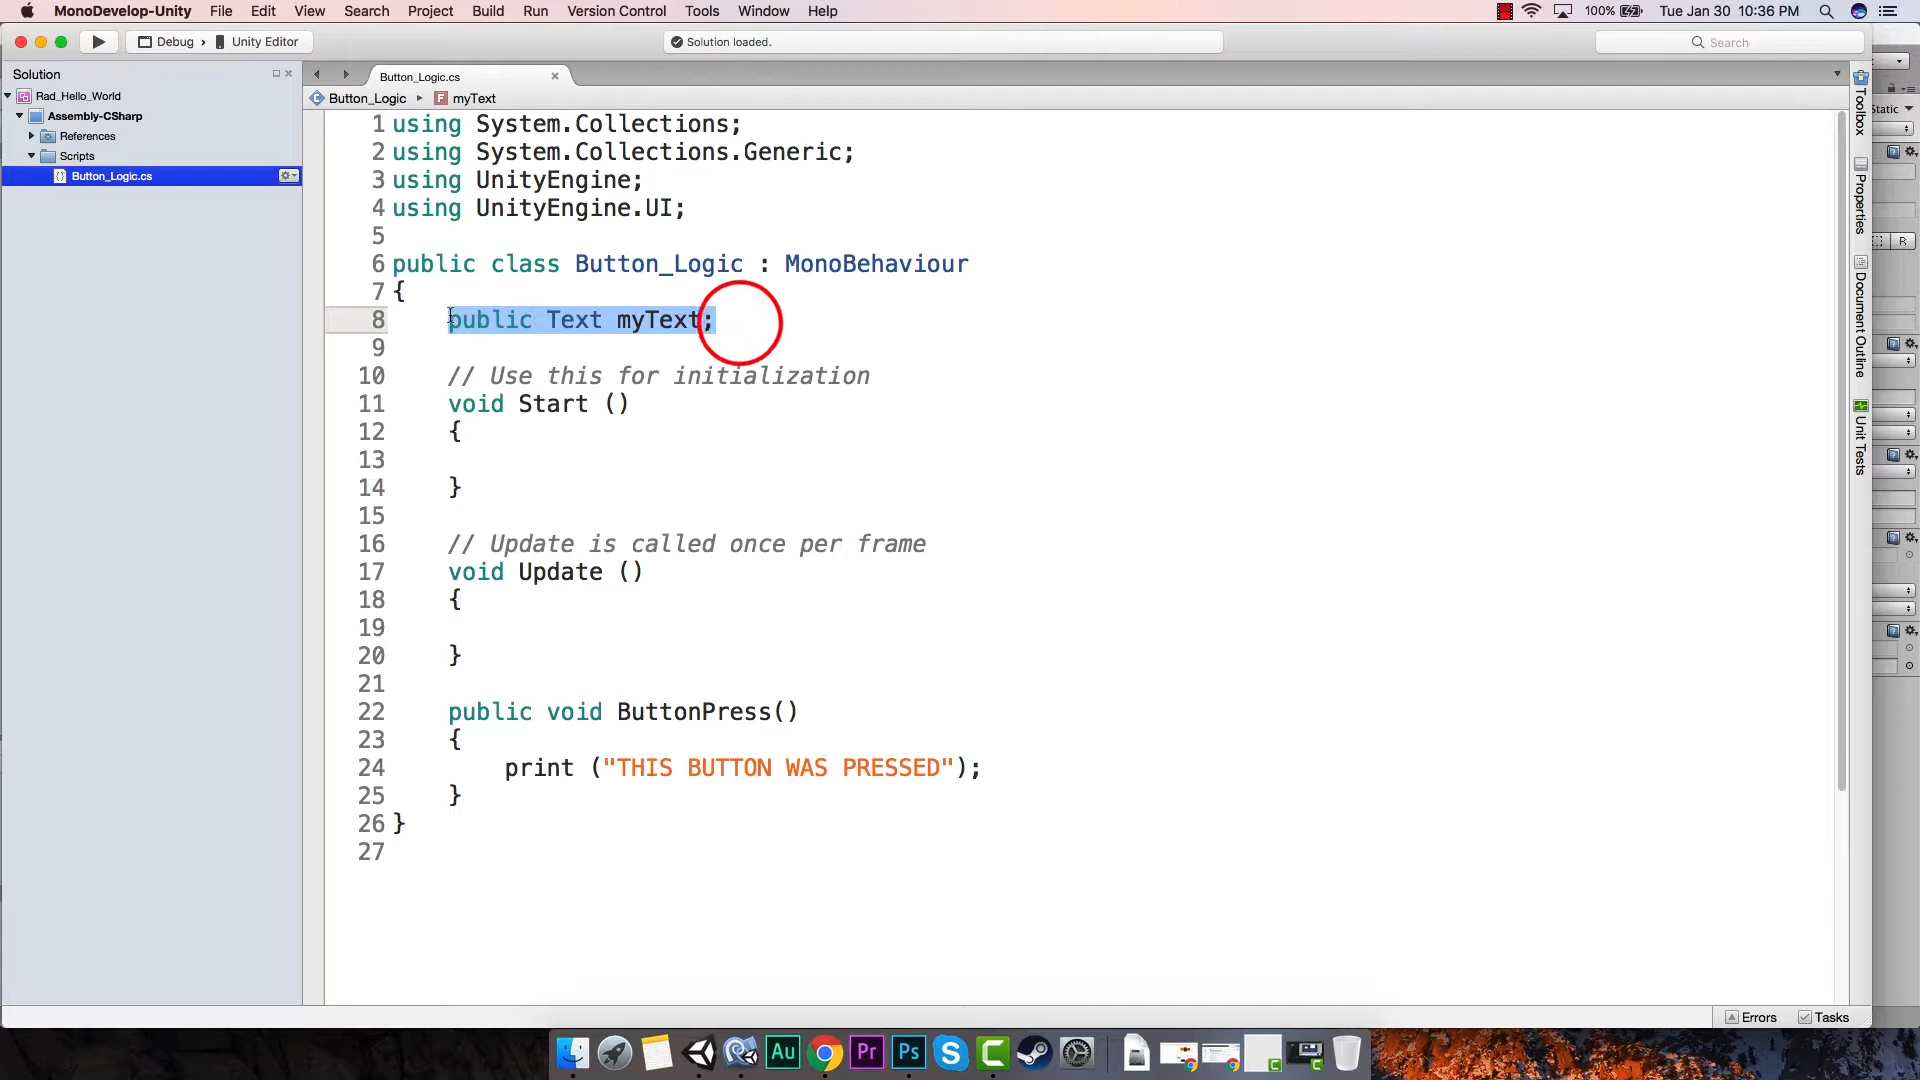 MonoDevelop-Unity File Edit View Search Project Build Run Version Control Tools Window Help 100% Tue Jan 30 10:36 PM
Debug › Unity Editor Solution loaded. Search
Solution Button_Logic.cs
Button_Logic myText
Rad_Hello_World
Assembly-CSharp
References
Scripts
Button_Logic.cs
1 using System.Collections;
2 using System.Collections.Generic;
3 using UnityEngine;
4 using UnityEngine.UI;
5
6 public class Button_Logic : MonoBehaviour
7 {
8 public Text myText;
9
10 // Use this for initialization
11 void Start ()
12 {
13
14 }
15
16 // Update is called once per frame
17 void Update ()
18 {
19
20 }
21
22 public void ButtonPress()
23 {
24 print ("THIS BUTTON WAS PRESSED");
25 }
26 }
27
Toolbox
Properties
Document Outline
Unit Tests
Static
R
Errors Tasks
Au Pr Ps